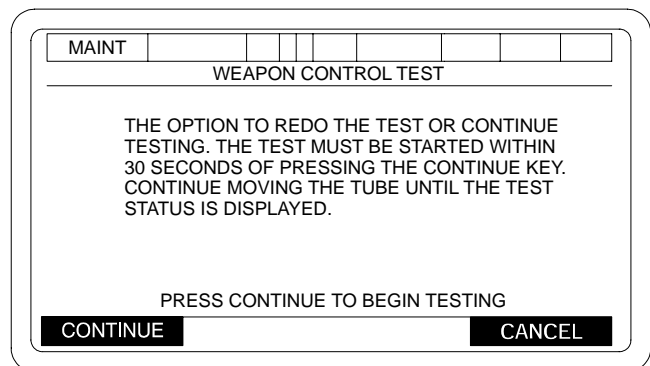 MAINT
WEAPON CONTROL TEST
THE OPTION TO REDO THE TEST OR CONTINUE
TESTING. THE TEST MUST BE STARTED WITHIN
30 SECONDS OF PRESSING THE CONTINUE KEY.
CONTINUE MOVING THE TUBE UNTIL THE TEST
STATUS IS DISPLAYED.
PRESS CONTINUE TO BEGIN TESTING
CONTINUE CANCEL